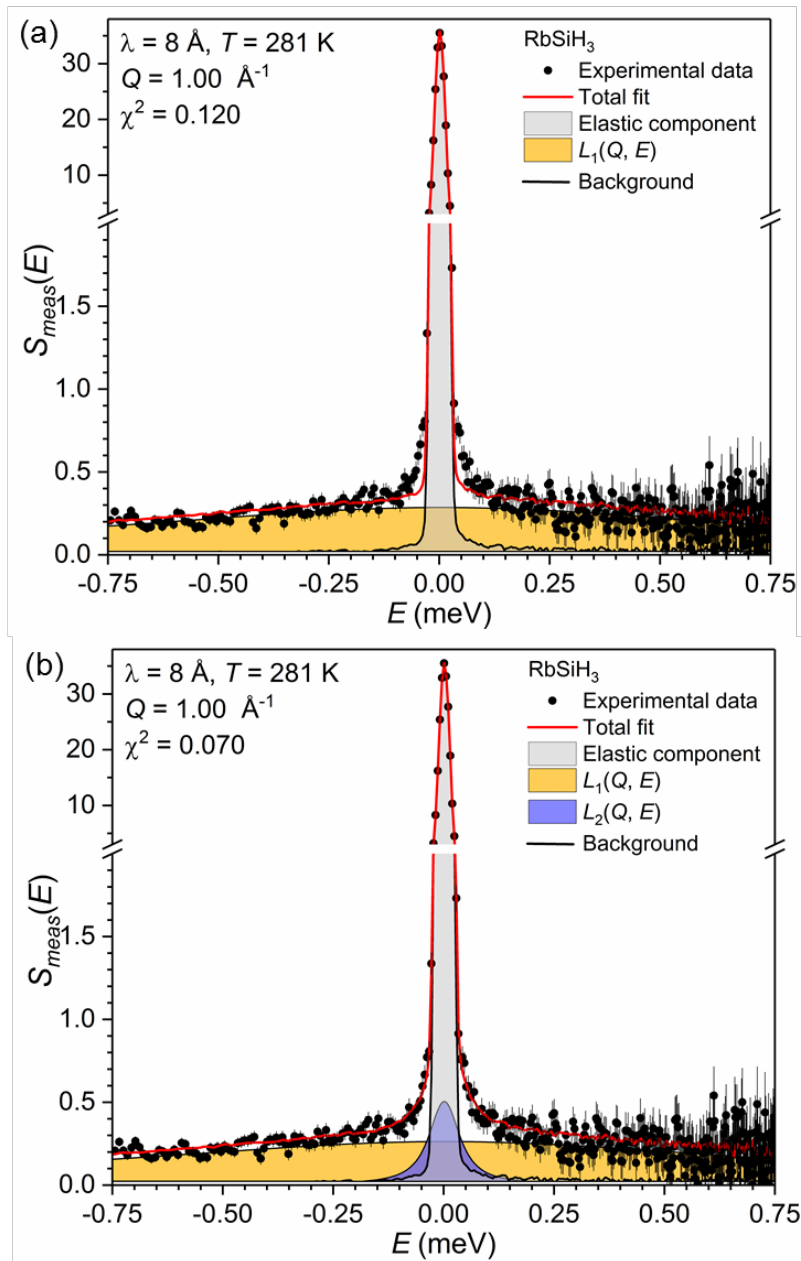 (a)
λ = 8 Å, T = 281 K
Q = 1.00 Å⁻¹
χ² = 0.120
RbSiH₃
Experimental data
Total fit
Elastic component
L₁(Q, E)
Background
30
20
10
1.5
1.0
0.5
0.0
Sₘₑₐₛ(E)
-0.75 -0.50 -0.25 0.00 0.25 0.50 0.75
E (meV)
(b)
λ = 8 Å, T = 281 K
Q = 1.00 Å⁻¹
χ² = 0.070
RbSiH₃
Experimental data
Total fit
Elastic component
L₁(Q, E)
L₂(Q, E)
Background
30
20
10
1.5
1.0
0.5
0.0
Sₘₑₐₛ(E)
-0.75 -0.50 -0.25 0.00 0.25 0.50 0.75
E (meV)